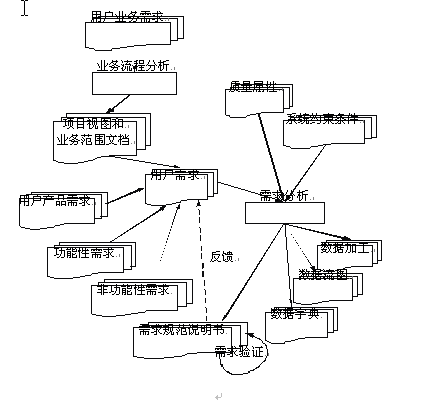 用户业务需求
业务流程分析
质量属性
系统约束条件
项目视图和
业务范围文档
用户需求
需求分析
用户产品需求
功能性需求
反馈
数据加工
数据流图
非功能性需求
数据字典
需求规范说明书
需求验证